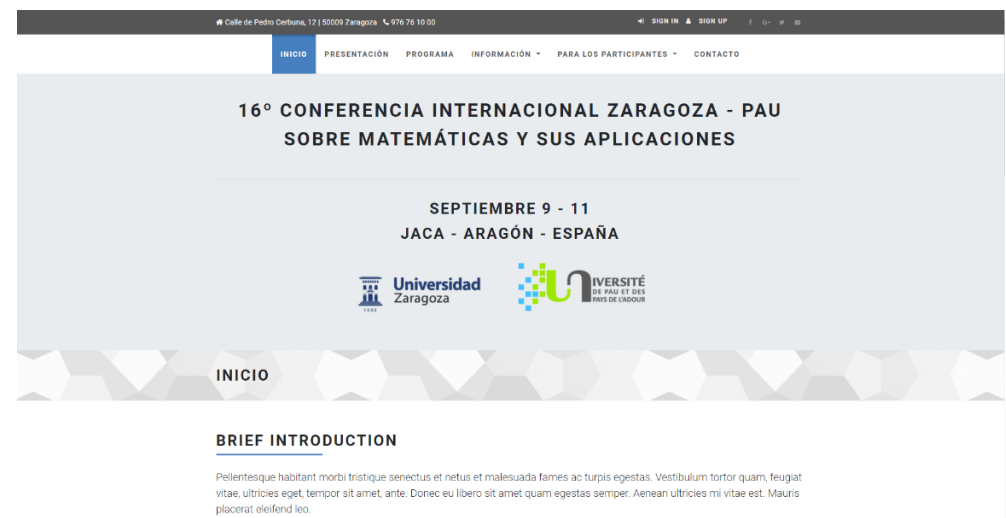 Calle de Pedro Cerbuna, 12 | 50009 Zaragoza 976 76 10 00
SIGN IN SIGN UP
INICIO PRESENTACIÓN PROGRAMA INFORMACIÓN PARA LOS PARTICIPANTES CONTACTO
16º CONFERENCIA INTERNACIONAL ZARAGOZA - PAU
SOBRE MATEMÁTICAS Y SUS APLICACIONES
SEPTIEMBRE 9 - 11
JACA - ARAGÓN - ESPAÑA
Universidad
Zaragoza
1542
UNIVERSITÉ
DE PAU ET DES
PAYS DE L'ADOUR
INICIO
BRIEF INTRODUCTION
Pellentesque habitant morbi tristique senectus et netus et malesuada fames ac turpis egestas. Vestibulum tortor quam, feugiat
vitae, ultricies eget, tempor sit amet, ante. Donec eu libero sit amet quam egestas semper. Aenean ultricies mi vitae est. Mauris
placerat eleifend leo.